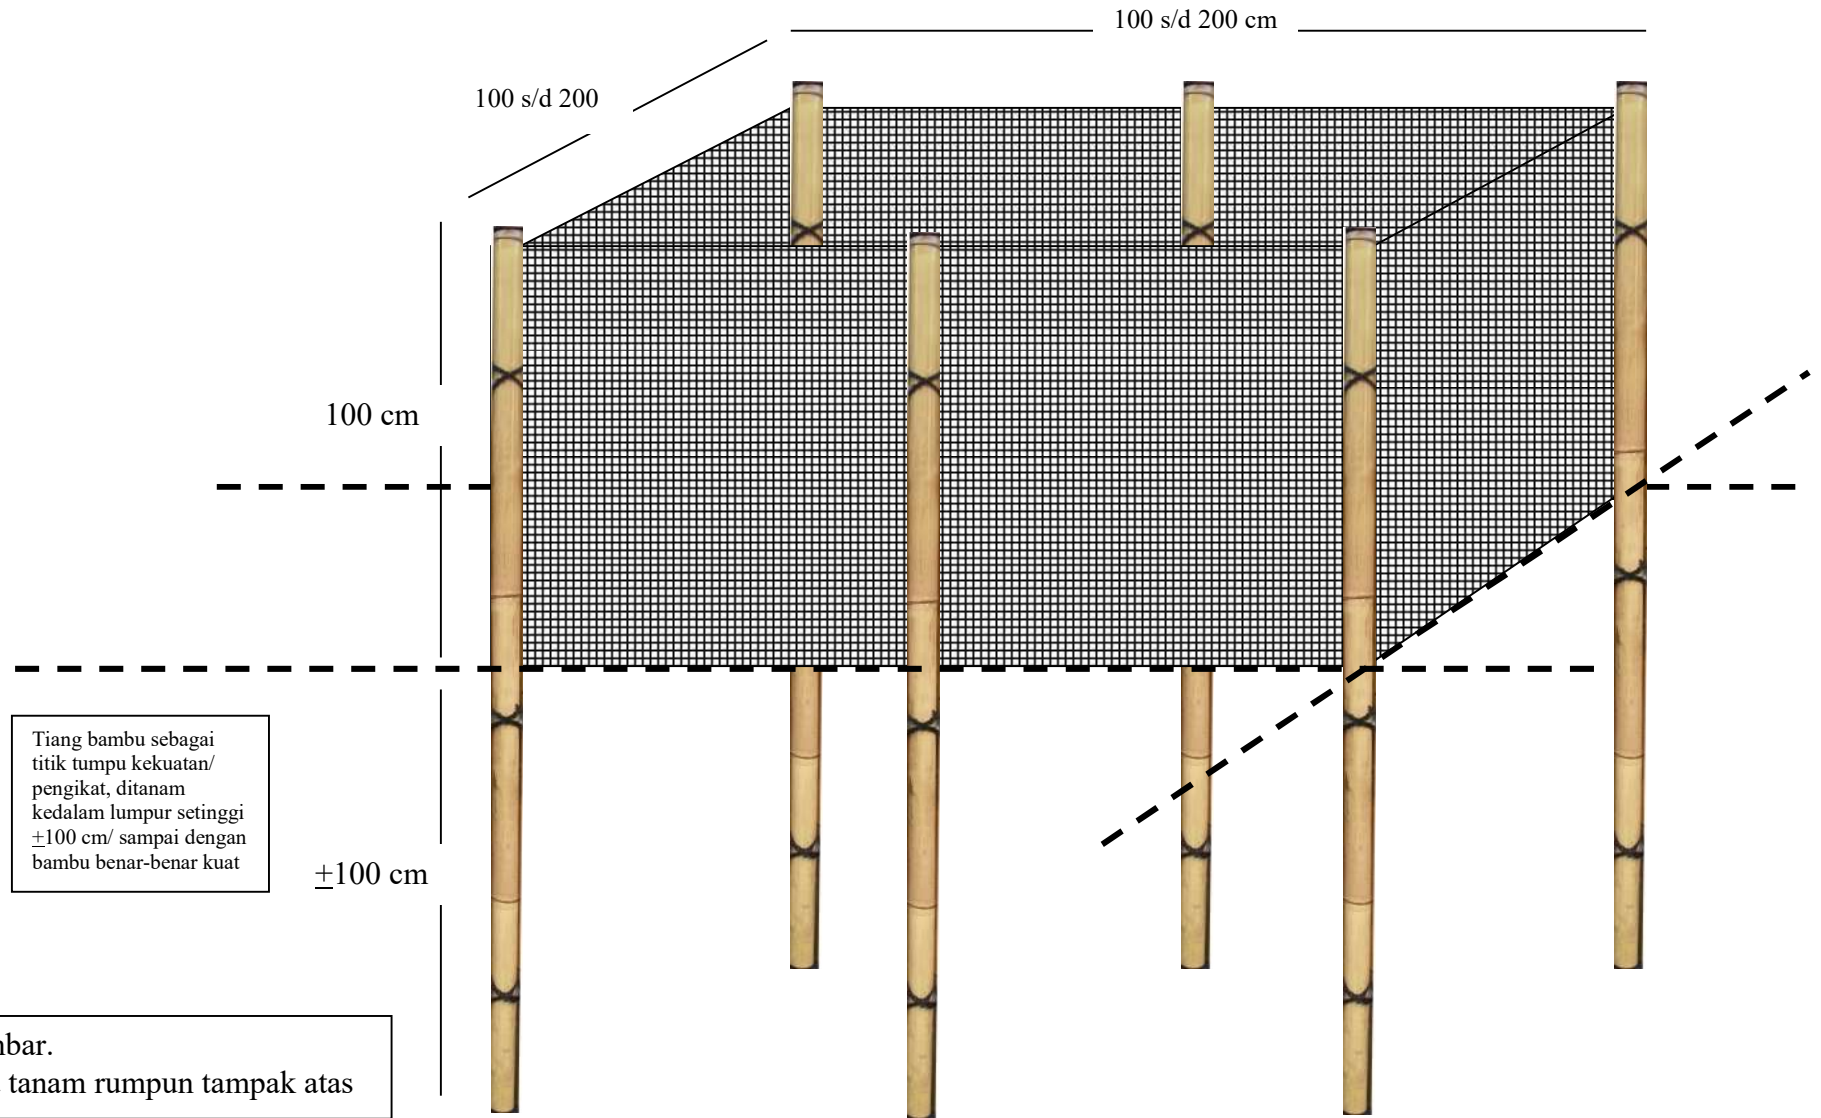 100 s/d 200 cm
100 s/d 200
100 cm
Tiang bambu sebagai
titik tumpu kekuatan/
pengikat, ditanam
kedalam lumpur setinggi
±100 cm/ sampai dengan
bambu benar-benar kuat
±100 cm
tanam rumpun tampak atas